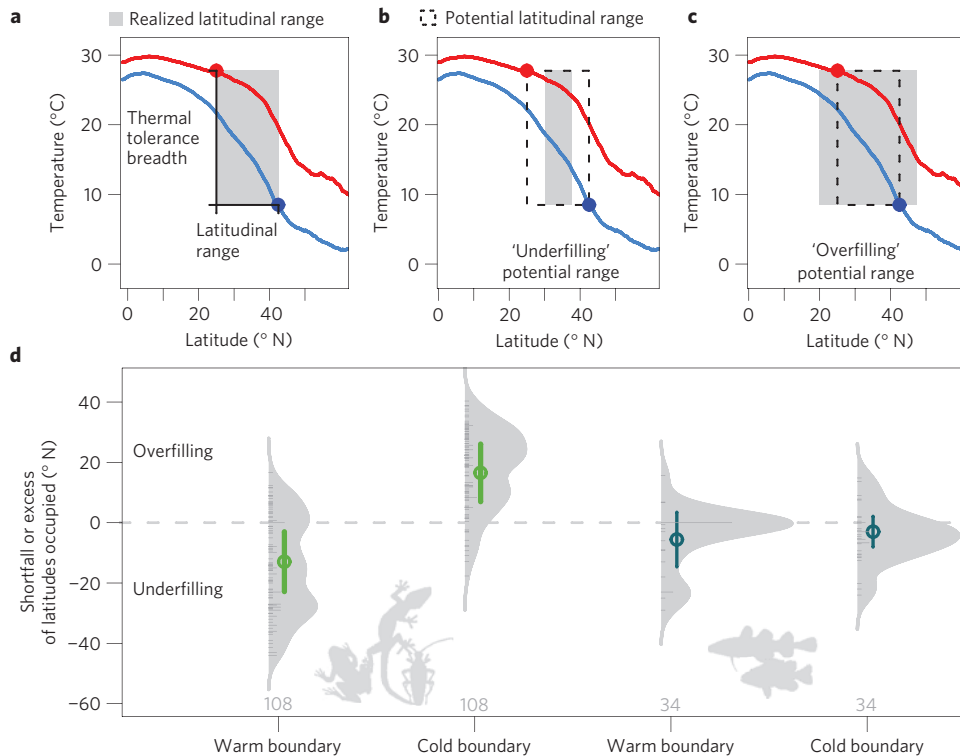 a
Realized latitudinal range
b
Potential latitudinal range
c
30
20
10
0
Temperature (°C)
Thermal
tolerance
breadth
Latitudinal
range
0 20 40
Latitude (° N)
30
20
10
0
Temperature (°C)
'Underfilling'
potential range
0 20 40
Latitude (° N)
30
20
10
0
Temperature (°C)
'Overfilling'
potential range
0 20 40
Latitude (° N)
d
Shortfall or excess
of latitudes occupied (° N)
40
20
0
−20
−40
−60
Overfilling
Underfilling
108 108 34 34
Warm boundary Cold boundary Warm boundary Cold boundary